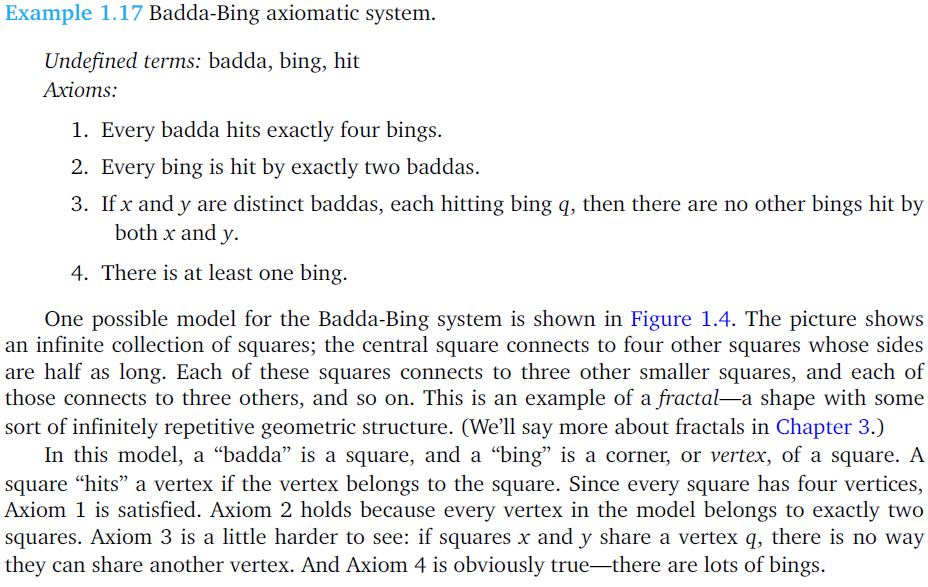 Example 1.17 Badda-Bing axiomatic system.
Undefined terms: badda, bing, hit
Axioms:
1. Every badda hits exactly four bings.
2. Every bing is hit by exactly two baddas.
3. If x and y are distinct baddas, each hitting bing q, then there are no other bings hit by
both x and y.
4. There is at least one bing.
One possible model for the Badda-Bing system is shown in Figure 1.4. The picture shows
an infinite collection of squares; the central square connects to four other squares whose sides
are half as long. Each of these squares connects to three other smaller squares, and each of
those connects to three others, and so on. This is an example of a fractal—a shape with some
sort of infinitely repetitive geometric structure. (We'll say more about fractals in Chapter 3.)
In this model, a “badda” is a square, and a “bing” is a corner, or vertex, of a square. A
square “hits” a vertex if the vertex belongs to the square. Since every square has four vertices,
Axiom 1 is satisfied. Axiom 2 holds because every vertex in the model belongs to exactly two
squares. Axiom 3 is a little harder to see: if squares x and y share a vertex q, there is no way
they can share another vertex. And Axiom 4 is obviously true—there are lots of bings.